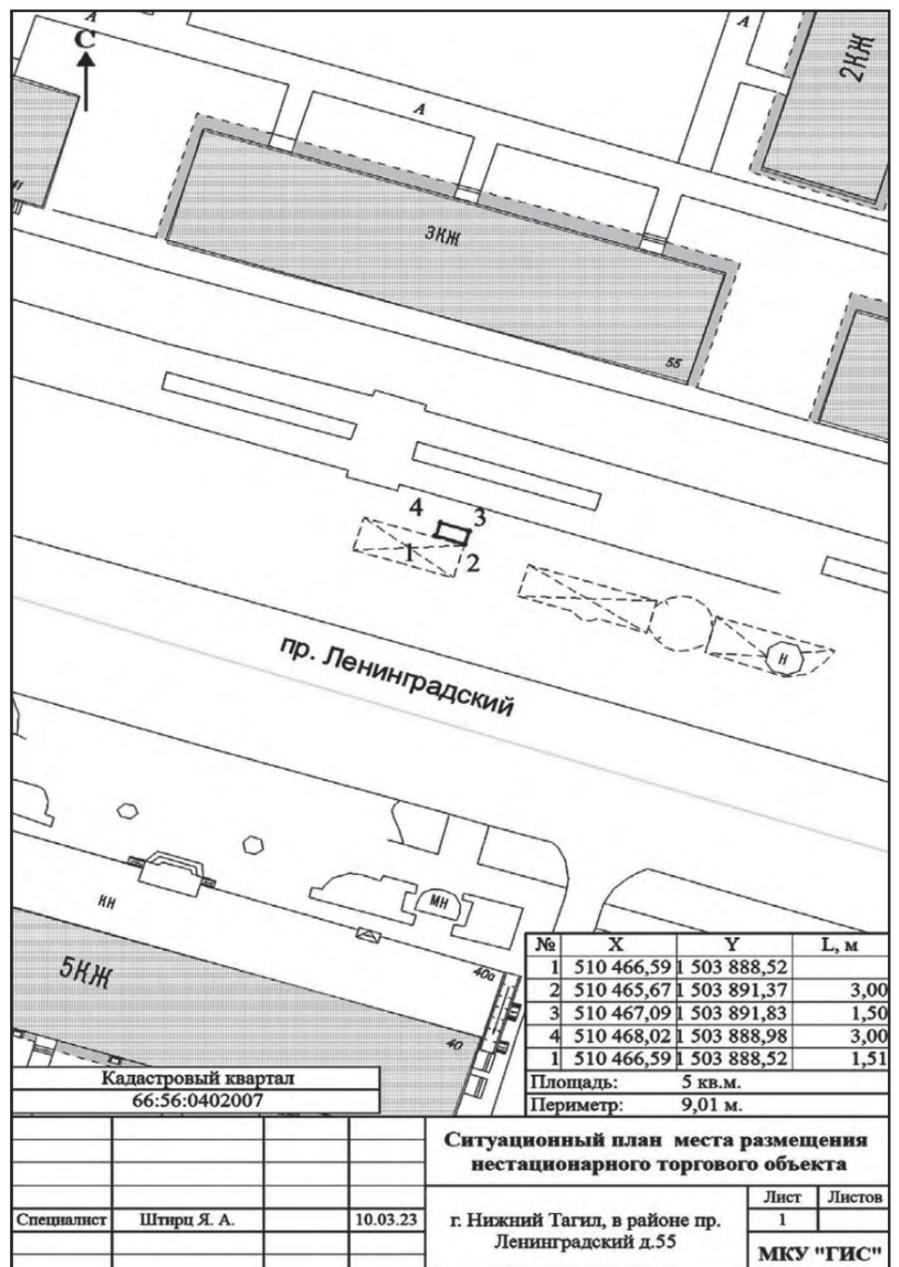 А
С
А
А
2КЖ
41
3КЖ
55
4
3
1
2
Н
пр. Ленинградский
КН
МН
5КЖ
40а
40
№ X Y L, м
1 510 466,59 1 503 888,52
2 510 465,67 1 503 891,37 3,00
3 510 467,09 1 503 891,83 1,50
4 510 468,02 1 503 888,98 3,00
1 510 466,59 1 503 888,52 1,51
Площадь: 5 кв.м.
Периметр: 9,01 м.
Кадастровый квартал
66:56:0402007
Ситуационный план места размещения
нестационарного торгового объекта
Специалист Штирц Я. А. 10.03.23
г. Нижний Тагил, в районе пр.
Ленинградский д.55
Лист Листов
1
МКУ "ГИС"